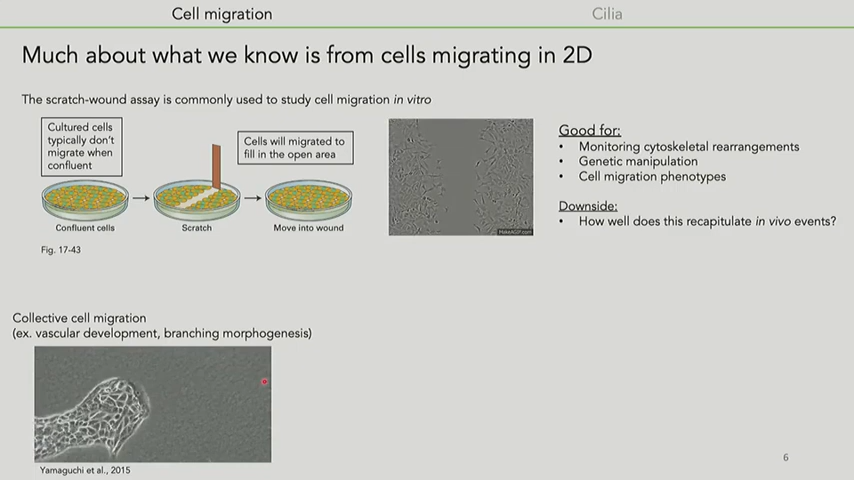 Cell migration
Cilia
Much about what we know is from cells migrating in 2D
The scratch-wound assay is commonly used to study cell migration in vitro
Cultured cells
typically don't
migrate when
confluent
Cells will migrated to
fill in the open area
Confluent cells
Scratch
Move into wound
Fig. 17-43
MakeAGIF.com
Good for:
• Monitoring cytoskeletal rearrangements
• Genetic manipulation
• Cell migration phenotypes
Downside:
• How well does this recapitulate in vivo events?
Collective cell migration
(ex. vascular development, branching morphogenesis)
Yamaguchi et al., 2015
6